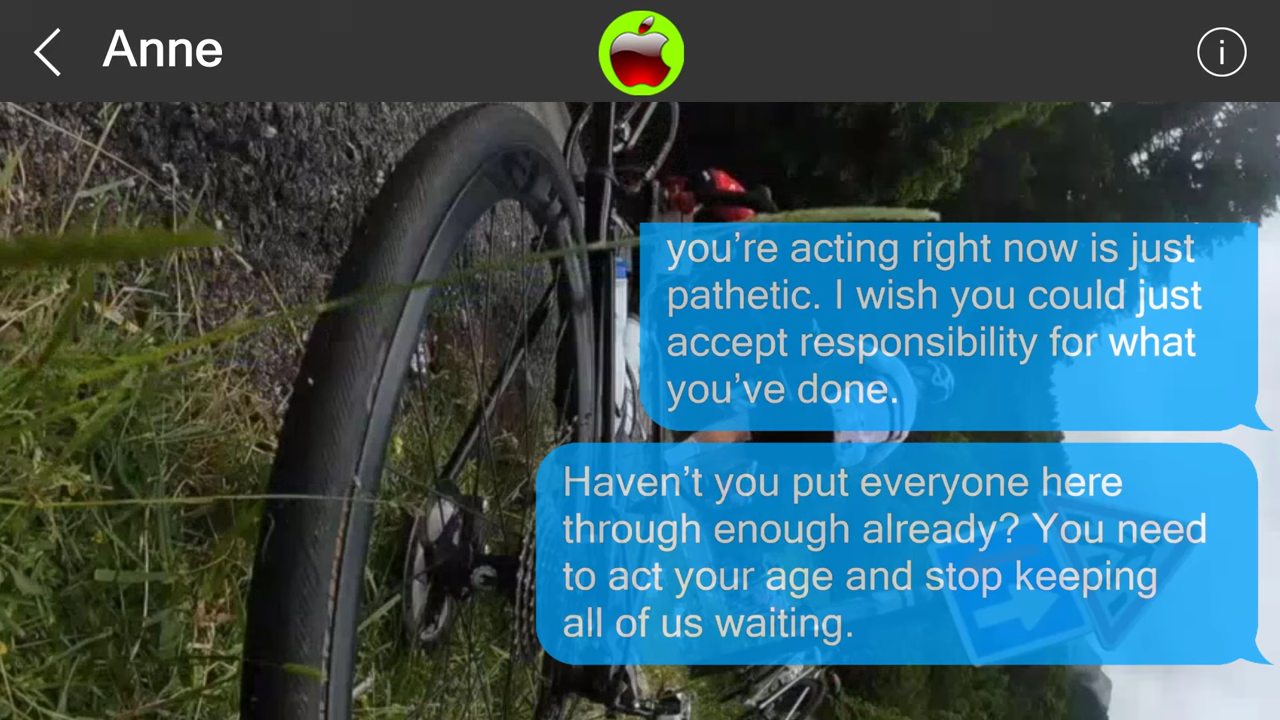 Anne
you’re acting right now is just
pathetic. I wish you could just
accept responsibility for what
you’ve done.
Haven’t you put everyone here
through enough already? You need
to act your age and stop keeping
all of us waiting.